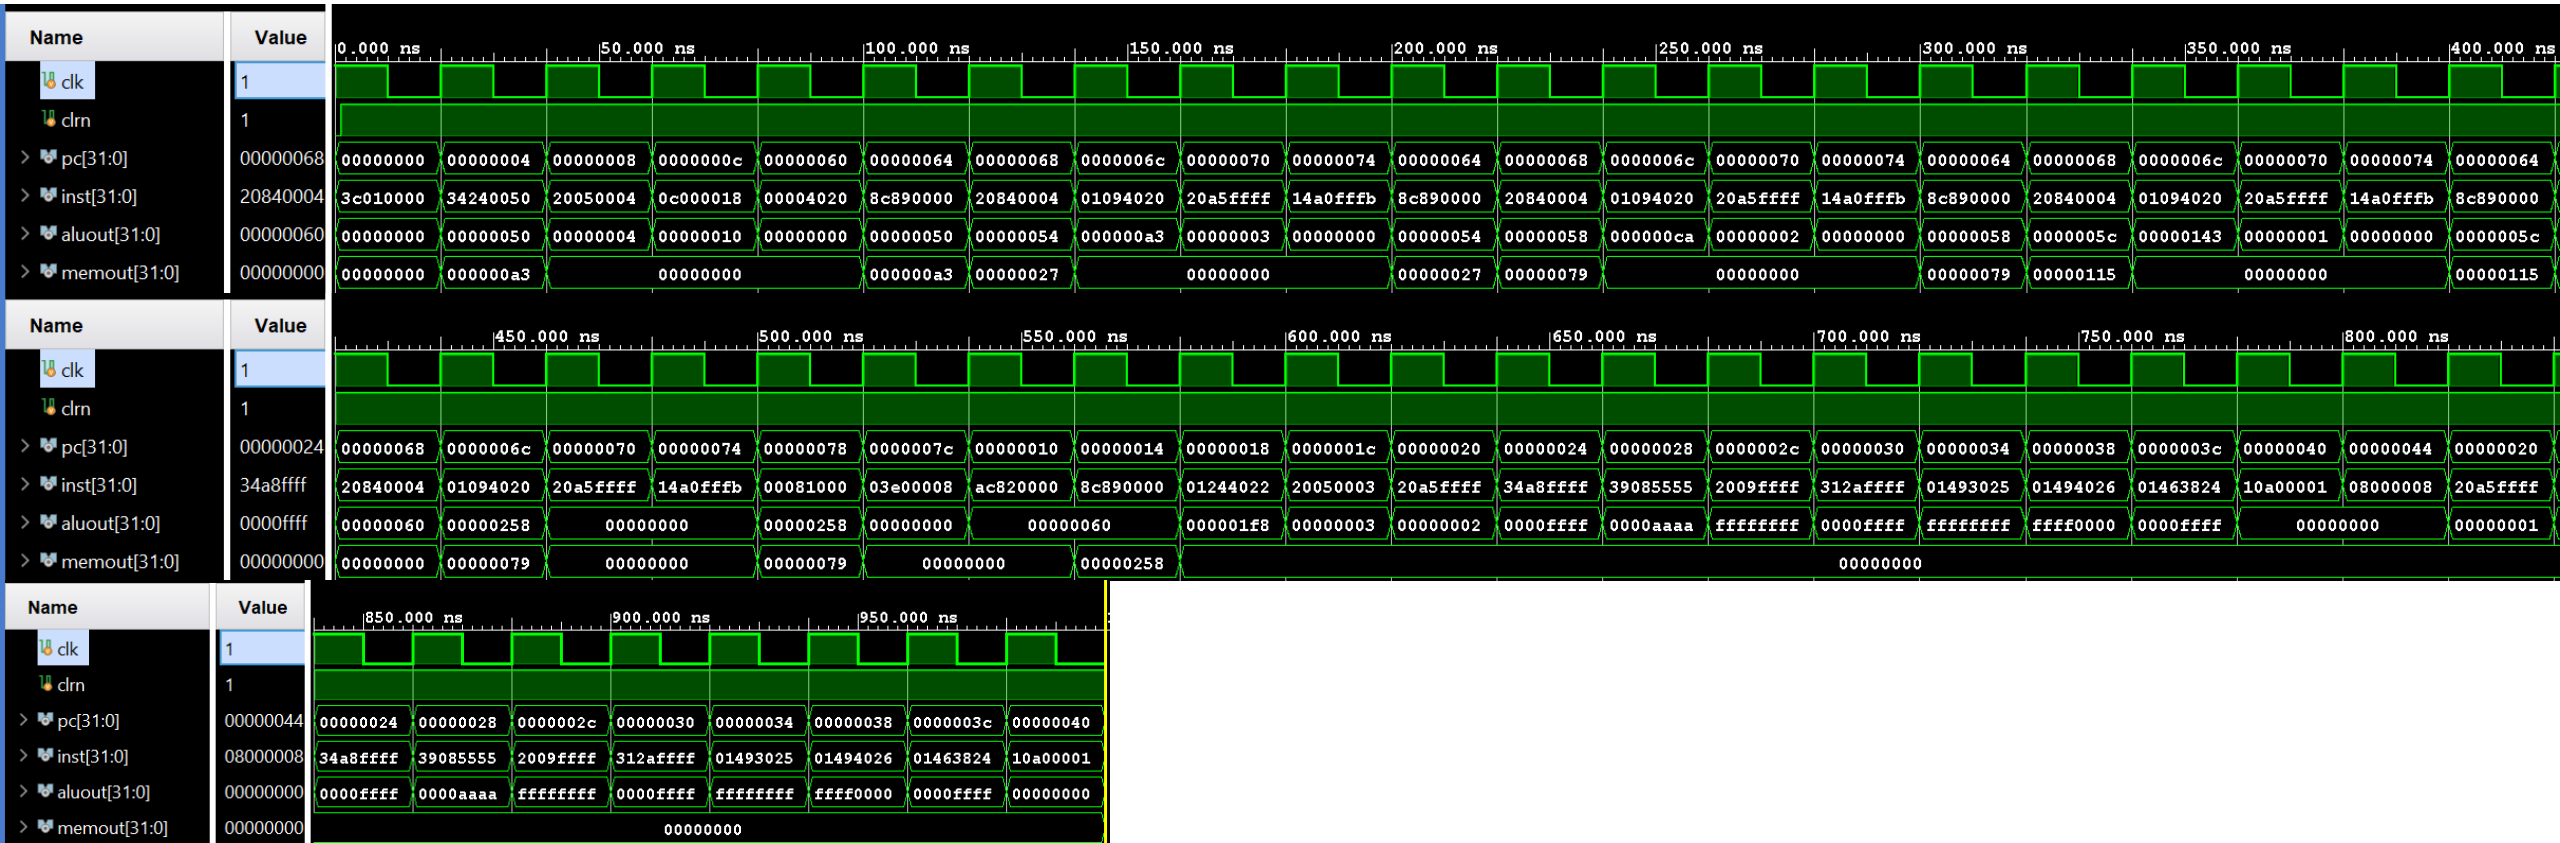 Name Value 0.000 ns 50.000 ns 100.000 ns 150.000 ns 200.000 ns 250.000 ns 300.000 ns 350.000 ns 400.000 ns
clk 1
clrn 1
pc[31:0] 00000068 00000000 00000004 00000008 0000000c 00000060 00000064 00000068 0000006c 00000070 00000074 00000064 00000068 0000006c 00000070 00000074 00000064 00000068 0000006c 00000070 00000074 00000064
inst[31:0] 20840004 3c010000 34240050 20050004 0c000018 00004020 8c890000 20840004 01094020 20a5ffff 14a0fffb 8c890000 20840004 01094020 20a5ffff 14a0fffb 8c890000 20840004 01094020 20a5ffff 14a0fffb 8c890000
aluout[31:0] 00000060 00000000 00000050 00000004 00000010 00000000 00000050 00000054 000000a3 00000003 00000000 00000054 00000058 000000ca 00000002 00000000 00000058 0000005c 00000143 00000001 00000000 0000005c
memout[31:0] 00000000 00000000 000000a3 00000000 000000a3 00000027 00000000 00000027 00000079 00000000 00000079 00000115 00000000 00000115
Name Value 450.000 ns 500.000 ns 550.000 ns 600.000 ns 650.000 ns 700.000 ns 750.000 ns 800.000 ns
clk 1
clrn 1
pc[31:0] 00000024 00000068 0000006c 00000070 00000074 00000078 0000007c 00000010 00000014 00000018 0000001c 00000020 00000024 00000028 0000002c 00000030 00000034 00000038 0000003c 00000040 00000044 00000020
inst[31:0] 34a8ffff 20840004 01094020 20a5ffff 14a0fffb 00081000 03e00008 ac820000 8c890000 01244022 20050003 20a5ffff 34a8ffff 39085555 2009ffff 312affff 01493025 01494026 01463824 10a00001 08000008 20a5ffff
aluout[31:0] 0000ffff 00000060 00000258 00000000 00000258 00000000 00000060 000001f8 00000003 00000002 0000ffff 0000aaaa ffffffff 0000ffff ffffffff ffff0000 0000ffff 00000000 00000001
memout[31:0] 00000000 00000000 00000079 00000000 00000079 00000000 00000258 00000000
Name Value 850.000 ns 900.000 ns 950.000 ns
clk 1
clrn 1
pc[31:0] 00000044 00000024 00000028 0000002c 00000030 00000034 00000038 0000003c 00000040
inst[31:0] 08000008 34a8ffff 39085555 2009ffff 312affff 01493025 01494026 01463824 10a00001
aluout[31:0] 00000000 0000ffff 0000aaaa ffffffff 0000ffff ffffffff ffff0000 0000ffff 00000000
memout[31:0] 00000000 00000000